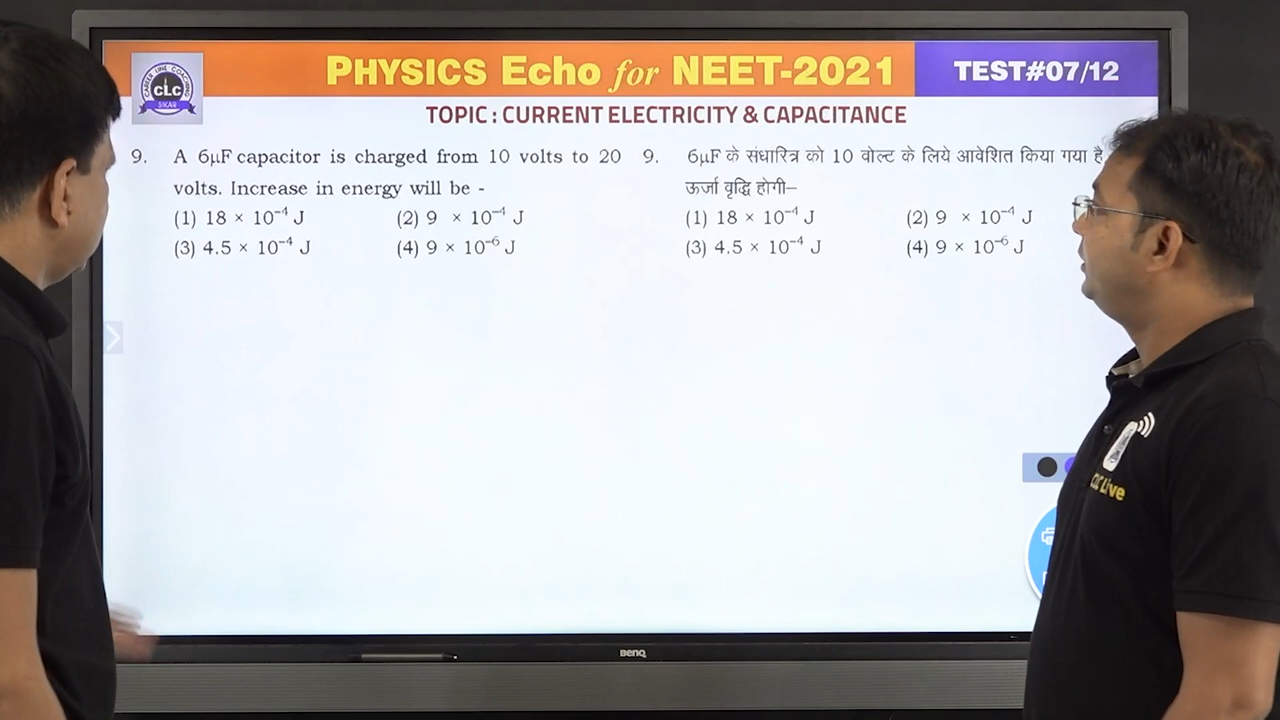 PHYSICS Echo for NEET-2021
TEST#07/12
CAREER LINE COACHING
CLC
SIKAR
TOPIC : CURRENT ELECTRICITY & CAPACITANCE
9. A 6μF capacitor is charged from 10 volts to 20
volts. Increase in energy will be -
(1) 18 × 10⁻⁴ J (2) 9 × 10⁻⁴ J
(3) 4.5 × 10⁻⁴ J (4) 9 × 10⁻⁶ J
9. 6μF के संधारित्र को 10 वोल्ट के लिये आवेशित किया गया है
ऊर्जा वृद्धि होगी–
(1) 18 × 10⁻⁴ J (2) 9 × 10⁻⁴ J
(3) 4.5 × 10⁻⁴ J (4) 9 × 10⁻⁶ J
CLC Live
BenQ